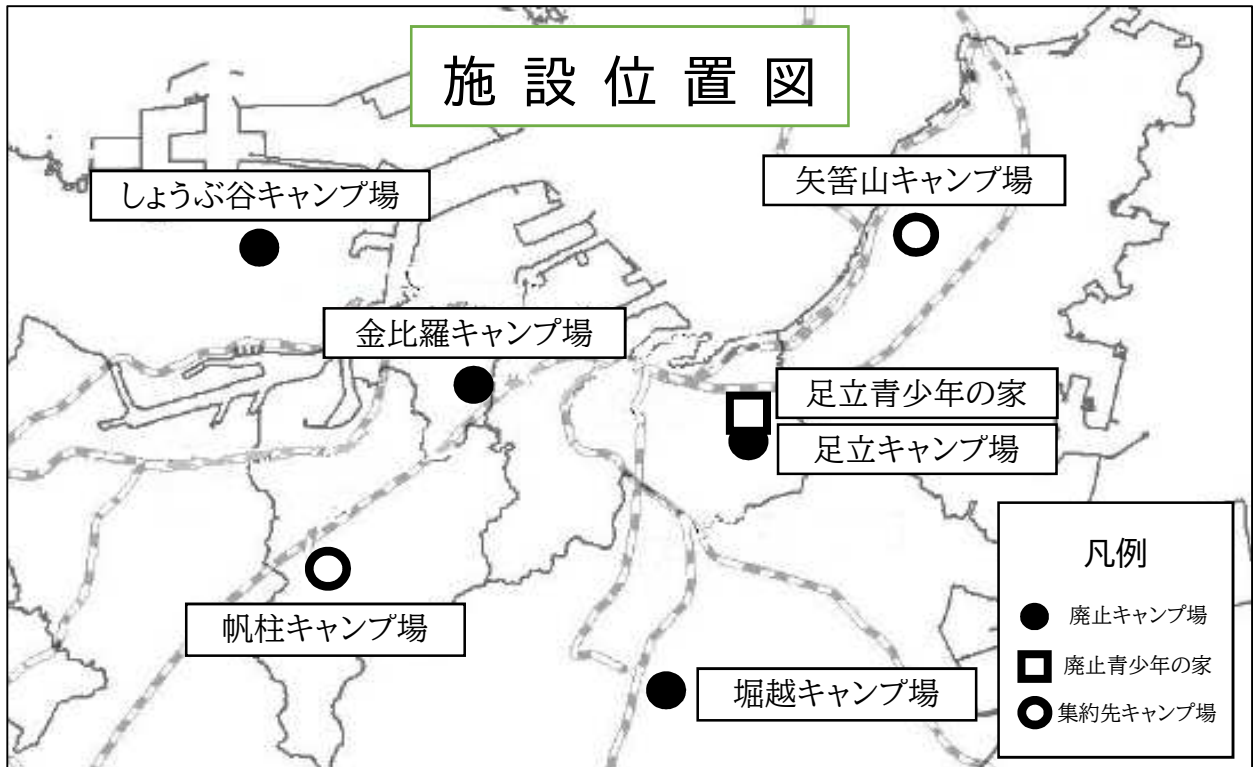 施設位置図
しょうぶ谷キャンプ場
矢筈山キャンプ場
金比羅キャンプ場
足立青少年の家
足立キャンプ場
帆柱キャンプ場
堀越キャンプ場
凡例
廃止キャンプ場
廃止青少年の家
集約先キャンプ場